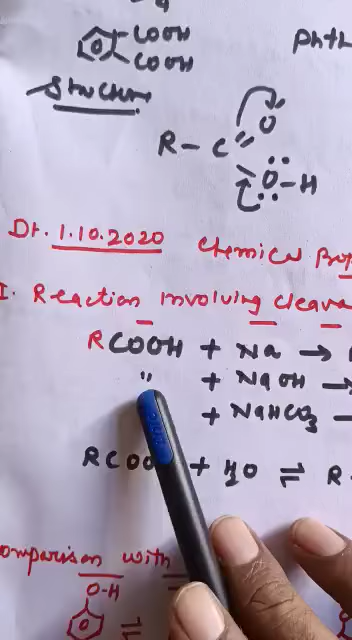 COOH
COOH
Phth
Structure
O
R - C
O-H
Dt. 1.10.2020 Chemical Prop
I. Reaction involving cleava
RCOOH + Na →
" + NaOH →
+ NaHCO3 —
RCOO + H2O ⇌ R
omparison with
O-H
⇌